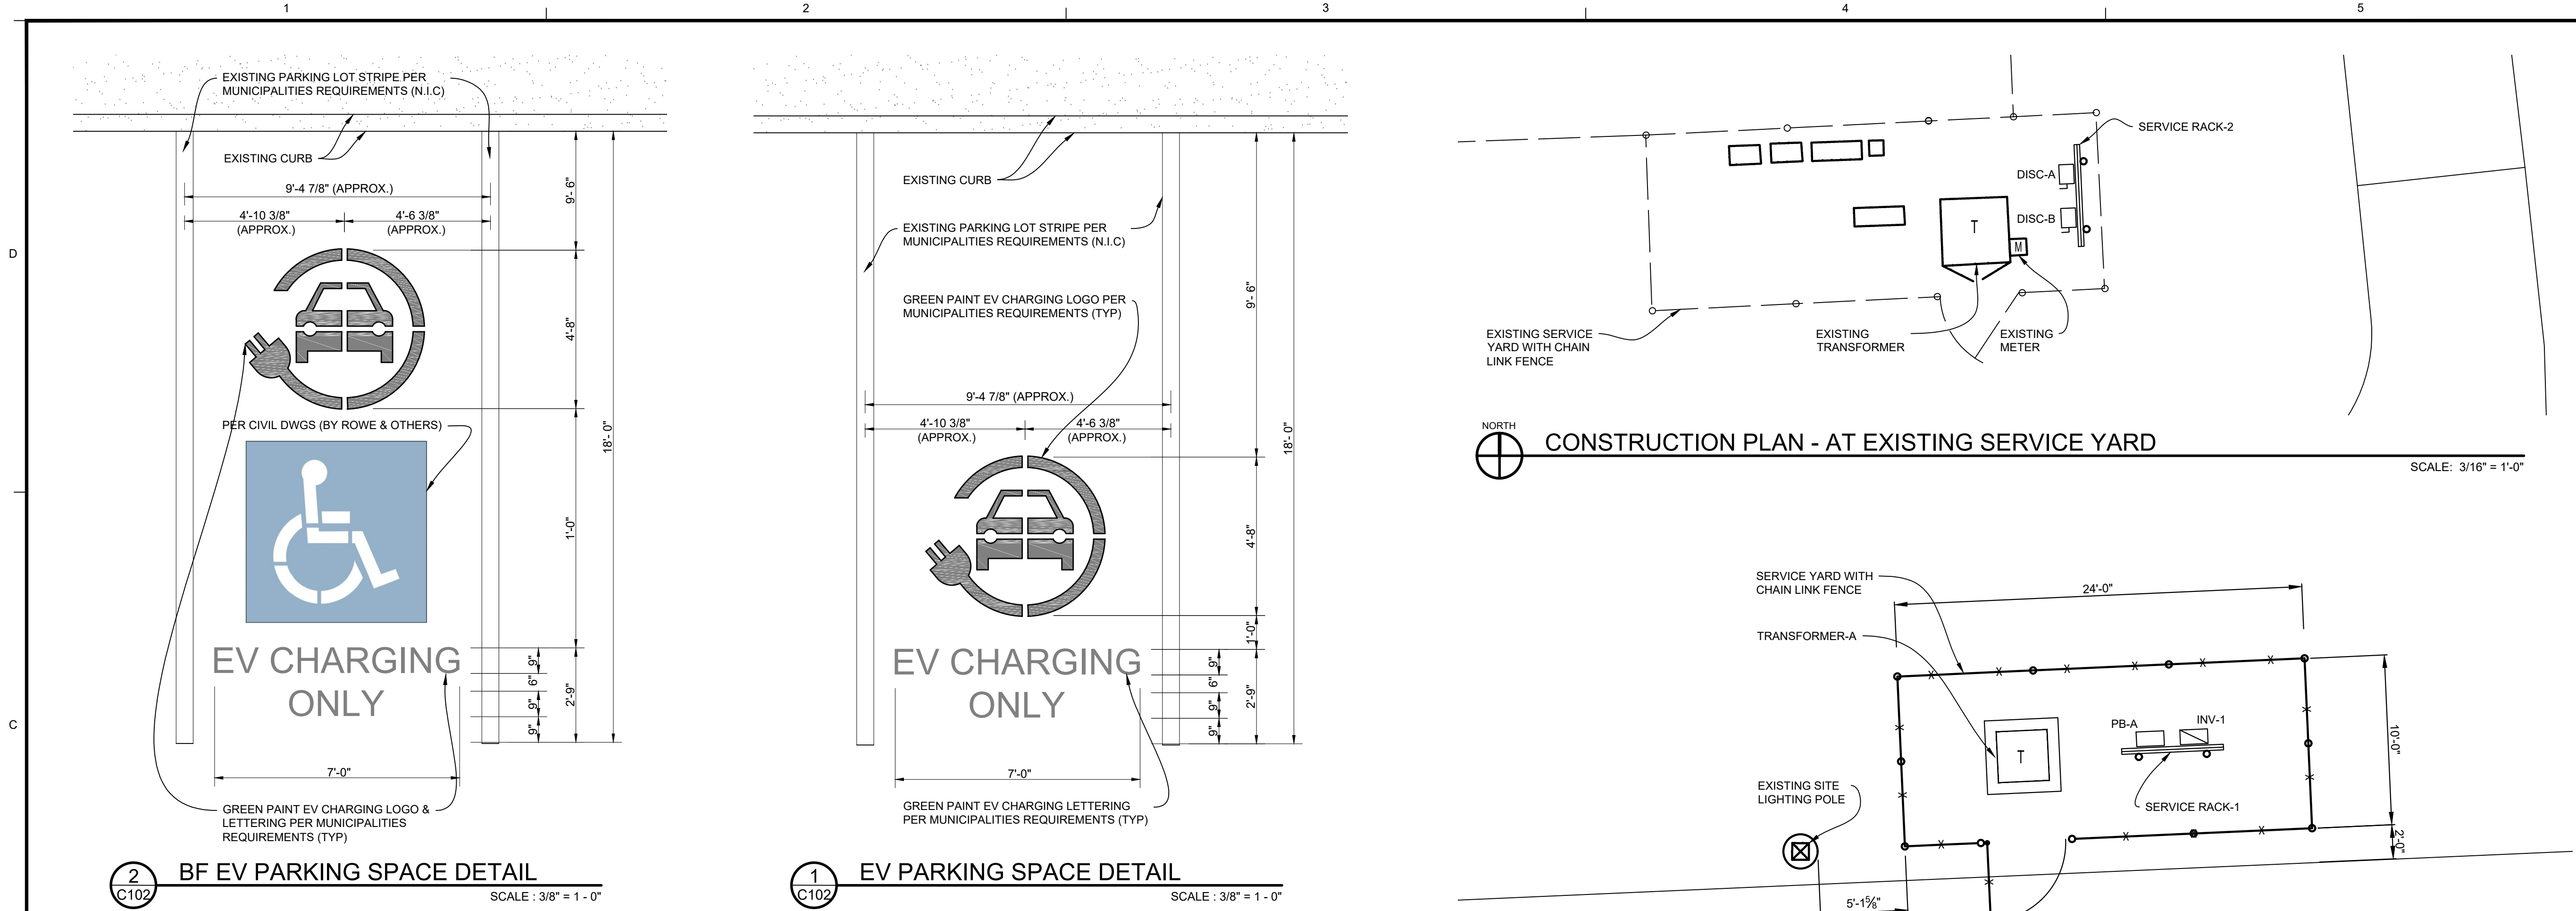 1
2
3
4
5
D
C
EXISTING PARKING LOT STRIPE PER
MUNICIPALITIES REQUIREMENTS (N.I.C)
EXISTING CURB
9'-4 7/8" (APPROX.)
4'-10 3/8"
(APPROX.)
4'-6 3/8"
(APPROX.)
9'- 6"
4'-8"
18'- 0"
PER CIVIL DWGS (BY ROWE & OTHERS)
1'-0"
EV CHARGING
ONLY
9"
6"
9"
9"
2'-9"
7'-0"
GREEN PAINT EV CHARGING LOGO &
LETTERING PER MUNICIPALITIES
REQUIREMENTS (TYP)
2
C102
BF EV PARKING SPACE DETAIL
SCALE : 3/8" = 1 - 0"
EXISTING CURB
EXISTING PARKING LOT STRIPE PER
MUNICIPALITIES REQUIREMENTS (N.I.C)
GREEN PAINT EV CHARGING LOGO PER
MUNICIPALITIES REQUIREMENTS (TYP)
9'- 6"
9'-4 7/8" (APPROX.)
4'-10 3/8"
(APPROX.)
4'-6 3/8"
(APPROX.)
18'- 0"
4'-8"
1'-0"
EV CHARGING
ONLY
9"
6"
9"
9"
2'-9"
7'-0"
GREEN PAINT EV CHARGING LETTERING
PER MUNICIPALITIES REQUIREMENTS (TYP)
1
C102
EV PARKING SPACE DETAIL
SCALE : 3/8" = 1 - 0"
SERVICE RACK-2
DISC-A
DISC-B
T
M
EXISTING SERVICE
YARD WITH CHAIN
LINK FENCE
EXISTING
TRANSFORMER
EXISTING
METER
NORTH
CONSTRUCTION PLAN - AT EXISTING SERVICE YARD
SCALE: 3/16" = 1'-0"
SERVICE YARD WITH
CHAIN LINK FENCE
24'-0"
TRANSFORMER-A
PB-A
INV-1
T
10'-0"
EXISTING SITE
LIGHTING POLE
SERVICE RACK-1
2'-0"
5'-1⅝"